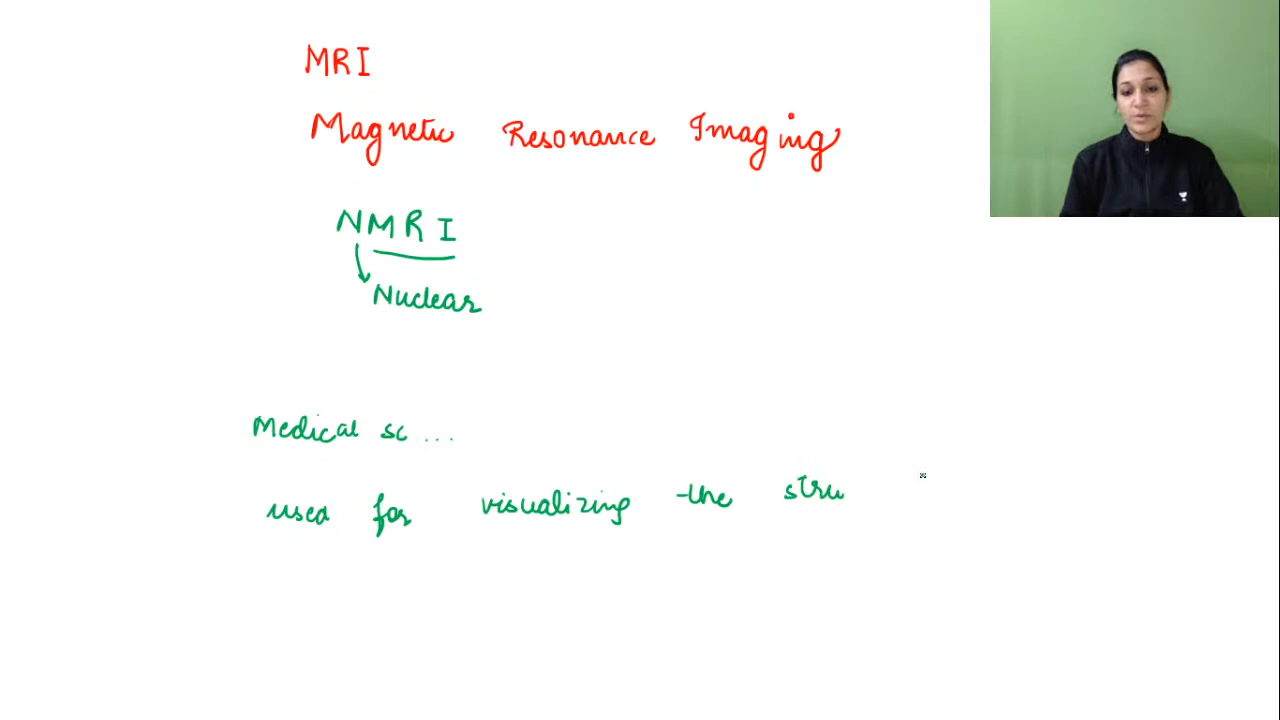 MRI
Magnetic Resonance Imaging
NMRI
Nuclear
Medical sc ...
used for visualizing the stru